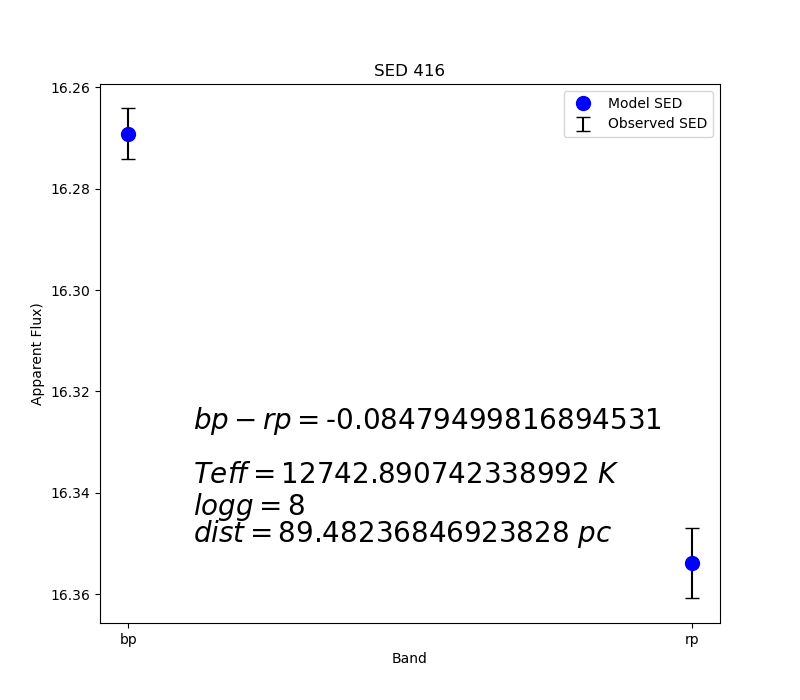 SED 416
Model SED
Observed SED
16.26
16.28
16.30
16.32
16.34
16.36
Apparent Flux)
bp − rp = -0.08479499816894531
Teff = 12742.890742338992 K
logg = 8
dist = 89.48236846923828 pc
bp
rp
Band